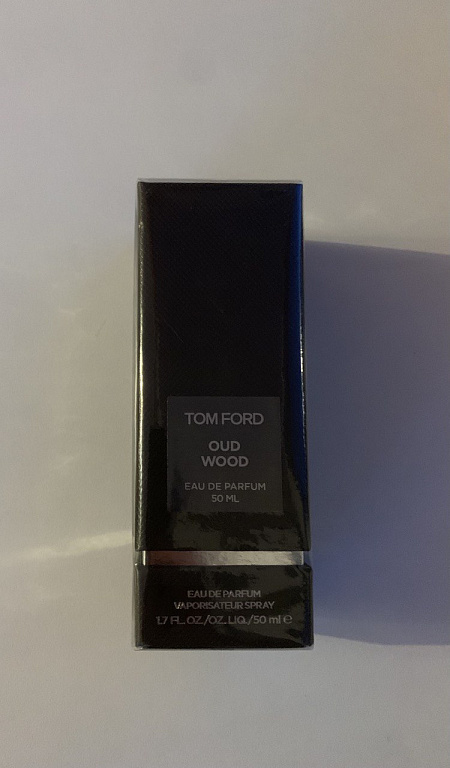 TOM FORD
OUD
WOOD
EAU DE PARFUM
50 ML
EAU DE PARFUM
VAPORISATEUR SPRAY
1.7 FL. OZ./OZ. LIQ./50 ml ℮